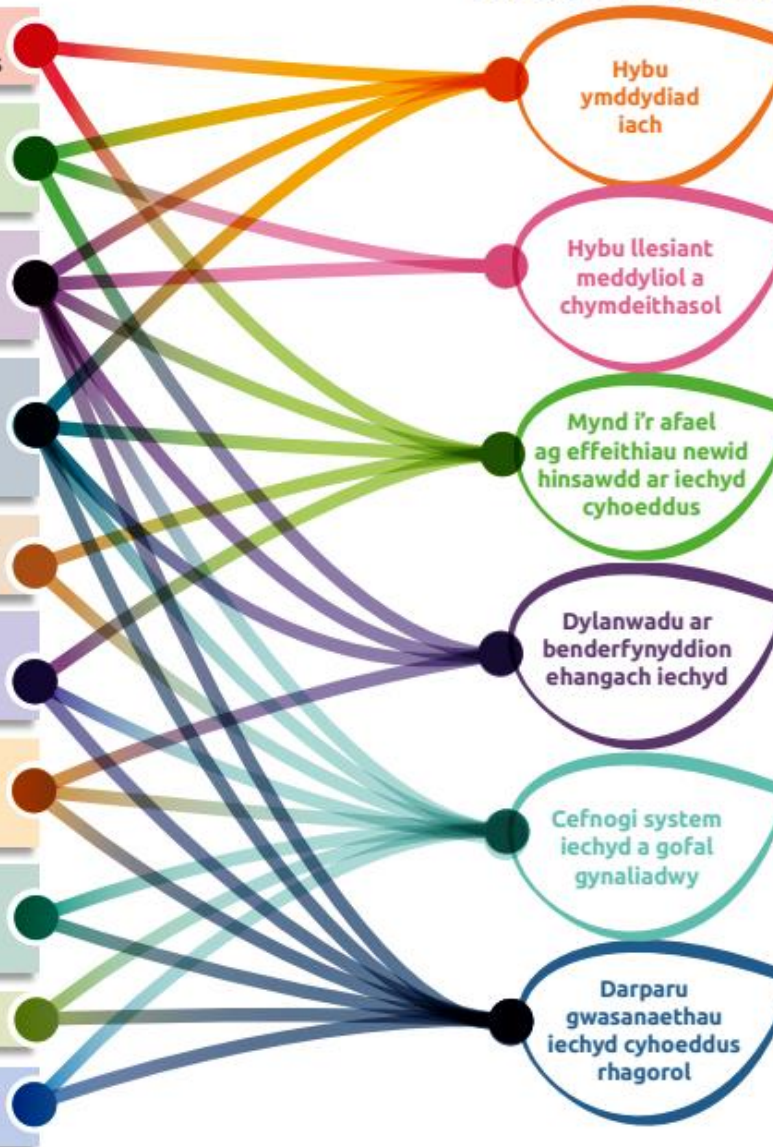 Hybu
ymddydiad
iach
Hybu llesiant
meddyliol a
chymdeithasol
Mynd i'r afael
ag effeithiau newid
hinsawdd ar iechyd
cyhoeddus
Dylanwadu ar
benderfynyddion
ehangach iechyd
Cefnogi system
iechyd a gofal
gynaliadwy
Darparu
gwasanaethau
iechyd cyhoeddus
rhagorol